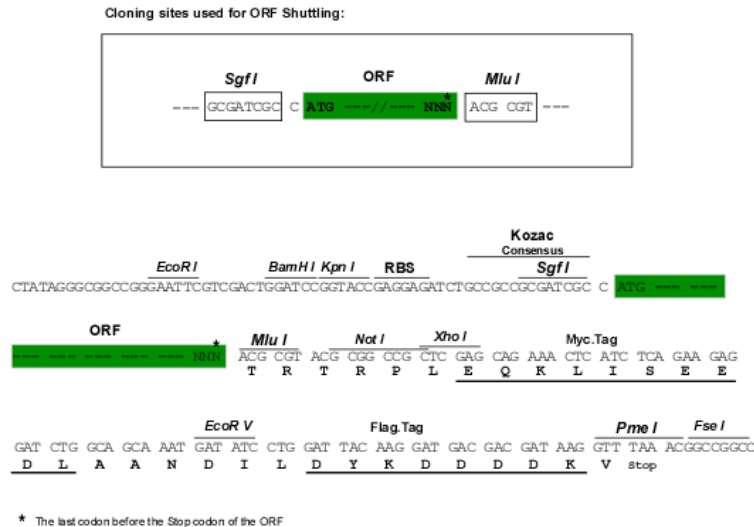 Cloning sites used for ORF Shuttling:
Sgf I ORF Mlu I
--- GCGATCGC C ATG ---//--- NNN* ACG CGT ---
Kozac
Consensus
EcoR I BamH I Kpn I RBS Sgf I
CTATAGGGCGGCCGGGAATTCGTCGACTGGATCCGGTACCGAGGAGATCTGCCGCCGCGATCGC C ATG --- ---
ORF * Mlu I Not I Xho I Myc.Tag
--- --- --- --- --- --- NNN ACG CGT ACG CGG CCG CTC GAG CAG AAA CTC ATC TCA GAA GAG
T R T R P L E Q K L I S E E
EcoR V Flag.Tag Pme I Fse I
GAT CTG GCA GCA AAT GAT ATC CTG GAT TAC AAG GAT GAC GAC GAT AAG GTT TAA ACGGCCGGCC
D L A A N D I L D Y K D D D D K V Stop
* The last codon before the Stop codon of the ORF